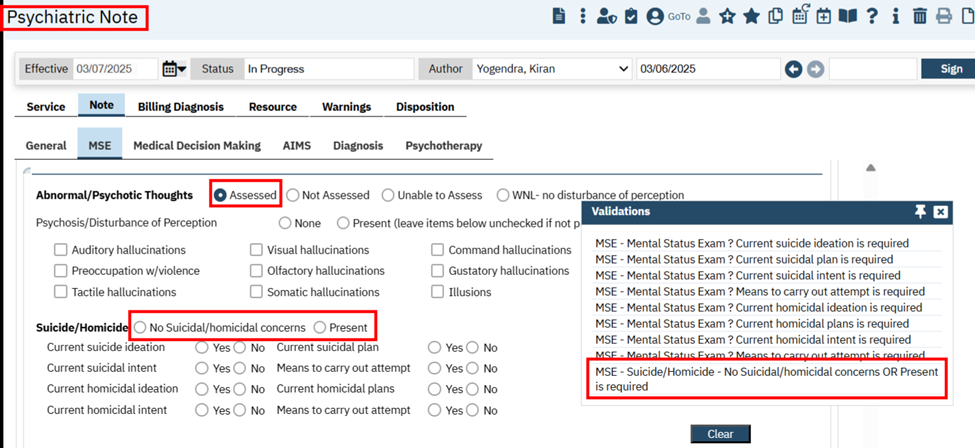 Psychiatric Note
GoTo
Effective 03/07/2025 Status In Progress Author Yogendra, Kiran 03/06/2025 Sign
Service Note Billing Diagnosis Resource Warnings Disposition
General MSE Medical Decision Making AIMS Diagnosis Psychotherapy
Abnormal/Psychotic Thoughts Assessed Not Assessed Unable to Assess WNL- no disturbance of perception
Psychosis/Disturbance of Perception None Present (leave items below unchecked if not p
Auditory hallucinations Visual hallucinations Command hallucinations
Preoccupation w/violence Olfactory hallucinations Gustatory hallucinations
Tactile hallucinations Somatic hallucinations Illusions
Suicide/Homicide No Suicidal/homicidal concerns Present
Current suicide ideation Yes No Current suicidal plan Yes No
Current suicidal intent Yes No Means to carry out attempt Yes No
Current homicidal ideation Yes No Current homicidal plans Yes No
Current homicidal intent Yes No Means to carry out attempt Yes No
Clear
Validations
MSE - Mental Status Exam ? Current suicide ideation is required
MSE - Mental Status Exam ? Current suicidal plan is required
MSE - Mental Status Exam ? Current suicidal intent is required
MSE - Mental Status Exam ? Means to carry out attempt is required
MSE - Mental Status Exam ? Current homicidal ideation is required
MSE - Mental Status Exam ? Current homicidal plans is required
MSE - Mental Status Exam ? Current homicidal intent is required
MSE - Mental Status Exam ? Means to carry out attempt is required
MSE - Suicide/Homicide - No Suicidal/homicidal concerns OR Present
is required